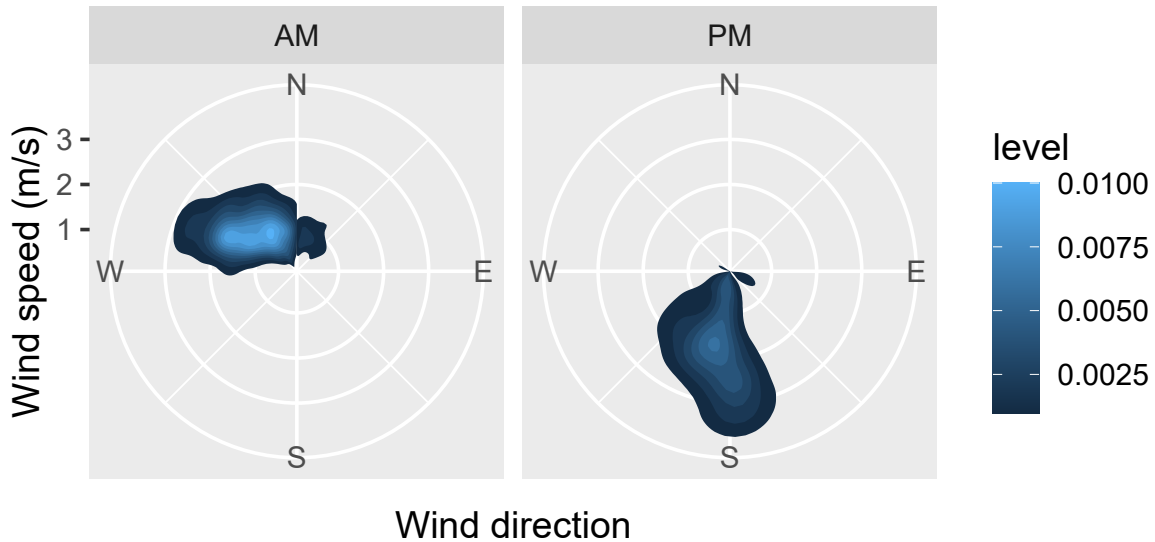 AM
PM
Wind speed (m/s)
3
2
1
N
W
E
S
N
W
E
S
Wind direction
level
0.0100
0.0075
0.0050
0.0025